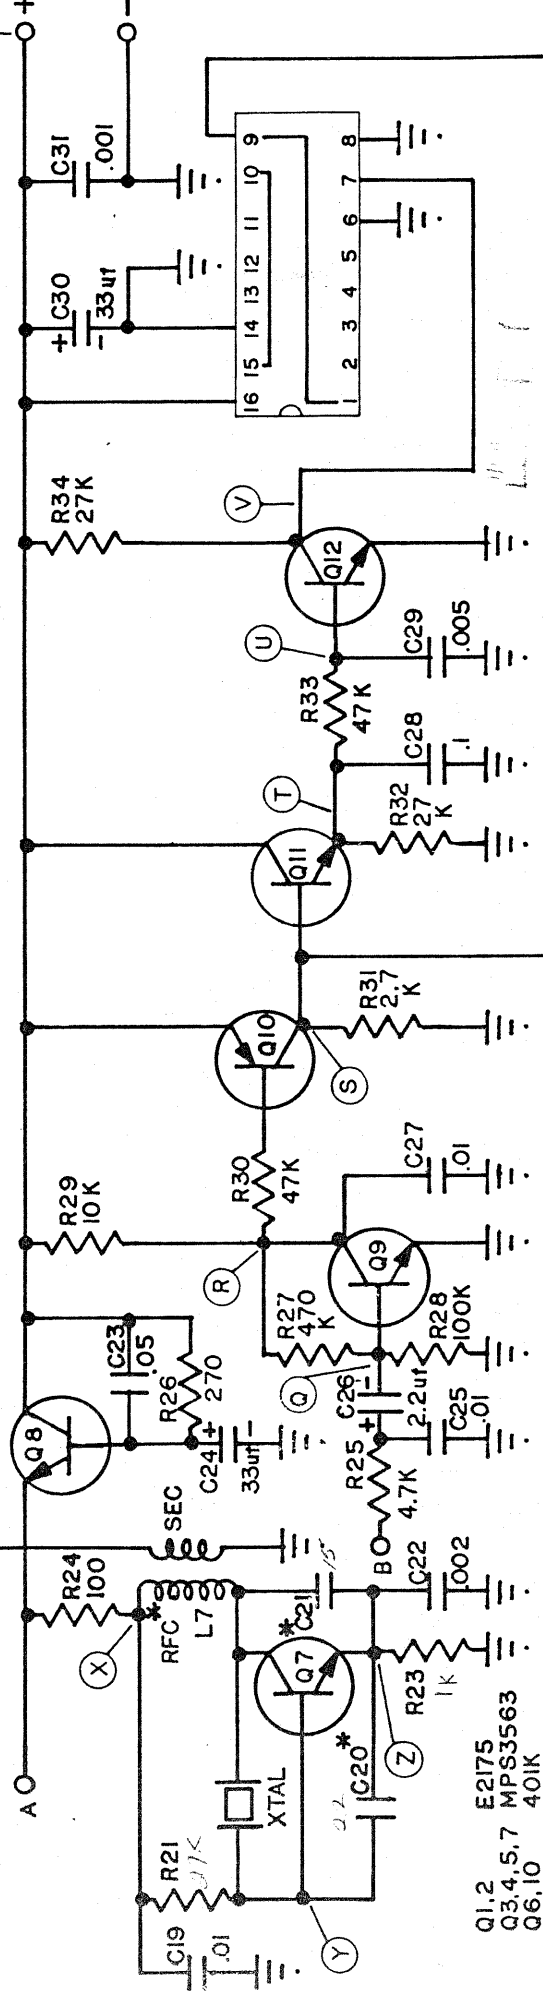 +
−
C31
.001
C30
33uf
+
−
16 15 14 13 12 11 10 9
1 2 3 4 5 6 7 8
R34
27K
V
Q12
U
C29
.005
R33
47K
C28
.1
T
R32
27
K
Q11
R31
2.7
K
Q10
S
R30
47K
C27
.01
R29
10K
R
Q9
R27
470
K
R28
100K
Q
C26
2.2uf
+
−
C25
.01
R25
4.7K
B
C23
.05
R26
270
Q8
C24
33uf
+
−
SEC
R24
100
X
*
RFC
L7
C21
*
15
C22
.002
Q7
R23
1K
Z
C20
*
22
XTAL
R21
Y
C19
.01
A
Q1,2 E2175
Q3,4,5,7 MPS3563
Q6,10 401K